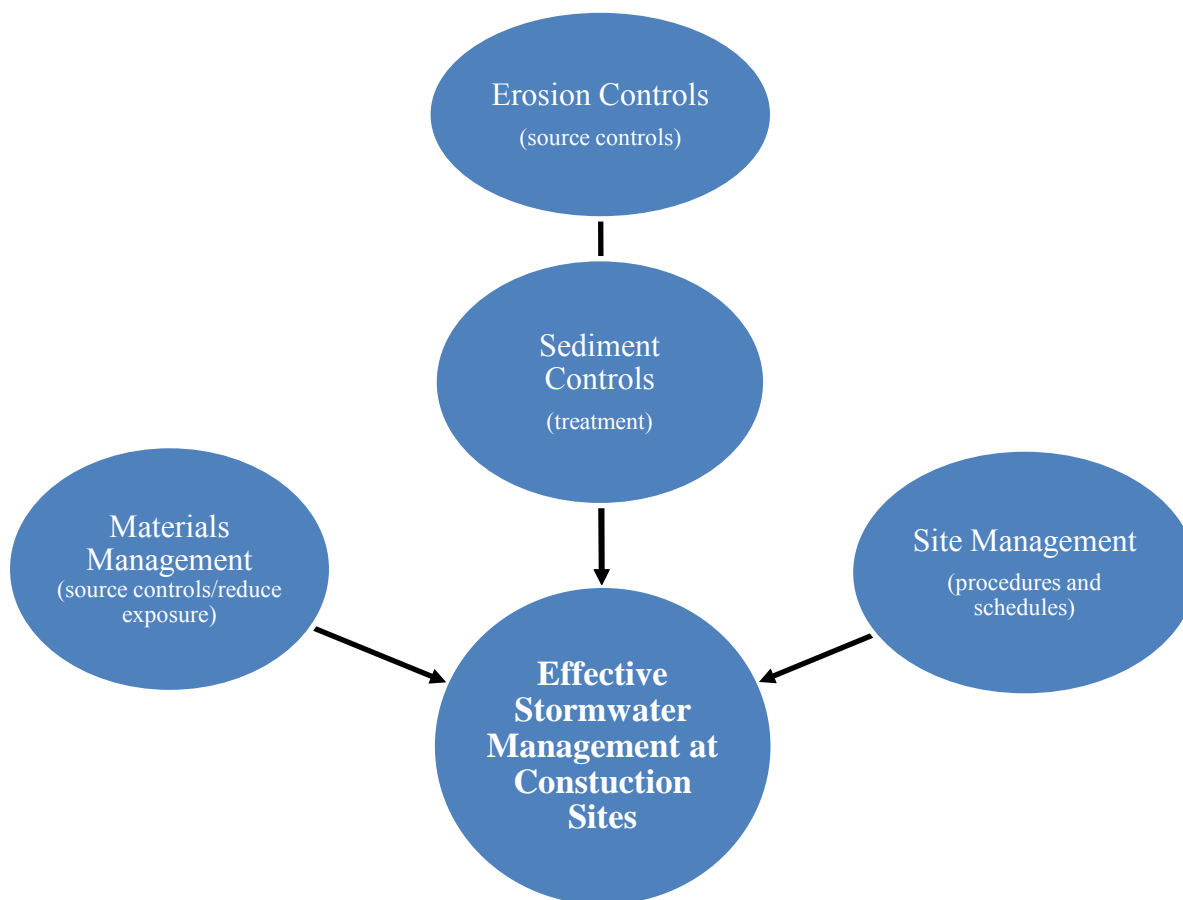 Erosion Controls
(source controls)
Sediment
Controls
(treatment)
Materials
Management
(source controls/reduce
exposure)
Site Management
(procedures and
schedules)
Effective
Stormwater
Management at
Constuction
Sites